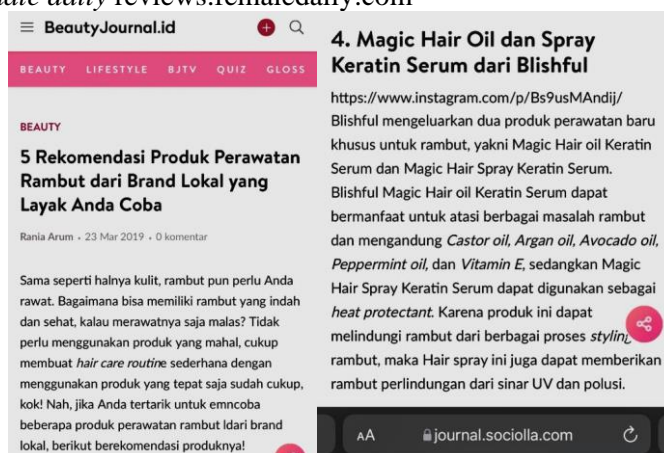 daily reviews.femaledaily.com
BeautyJournal.id
BEAUTY LIFESTYLE BJTV QUIZ GLOSS
BEAUTY
5 Rekomendasi Produk Perawatan
Rambut dari Brand Lokal yang
Layak Anda Coba
Rania Arum • 23 Mar 2019 • 0 komentar
Sama seperti halnya kulit, rambut pun perlu Anda
rawat. Bagaimana bisa memiliki rambut yang indah
dan sehat, kalau merawatnya saja malas? Tidak
perlu menggunakan produk yang mahal, cukup
membuat hair care routine sederhana dengan
menggunakan produk yang tepat saja sudah cukup,
kok! Nah, jika Anda tertarik untuk emncoba
beberapa produk perawatan rambut ldari brand
lokal, berikut berekomendasi produknya!
4. Magic Hair Oil dan Spray
Keratin Serum dari Blishful
https://www.instagram.com/p/Bs9usMAndij/
Blishful mengeluarkan dua produk perawatan baru
khusus untuk rambut, yakni Magic Hair oil Keratin
Serum dan Magic Hair Spray Keratin Serum.
Blishful Magic Hair oil Keratin Serum dapat
bermanfaat untuk atasi berbagai masalah rambut
dan mengandung Castor oil, Argan oil, Avocado oil,
Peppermint oil, dan Vitamin E, sedangkan Magic
Hair Spray Keratin Serum dapat digunakan sebagai
heat protectant. Karena produk ini dapat
melindungi rambut dari berbagai proses styling
rambut, maka Hair spray ini juga dapat memberikan
rambut perlindungan dari sinar UV dan polusi.
AA journal.sociolla.com